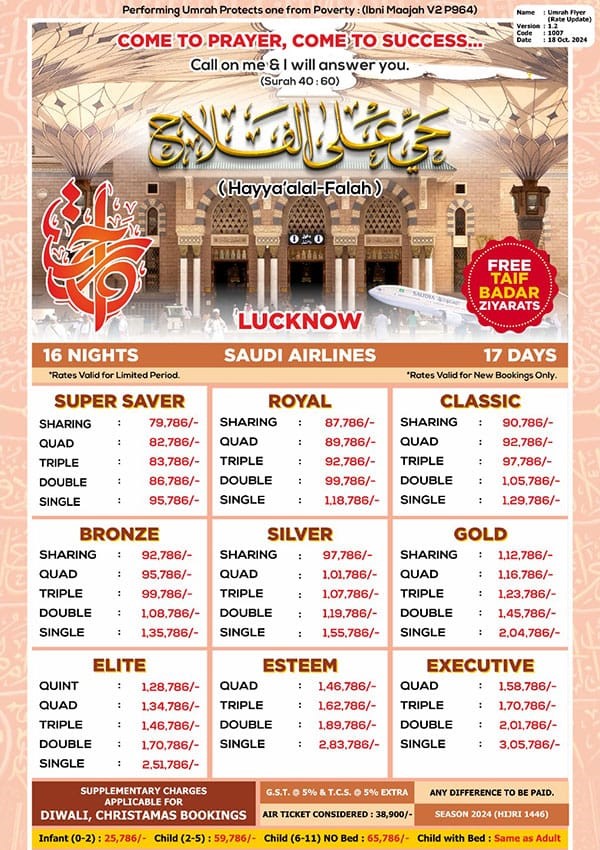 Performing Umrah Protects one from Poverty : (Ibni Maajah V2 P964)
Name : Umrah Flyer
(Rate Update)
Version : 1.2
Code : 1007
Date : 18 Oct. 2024
COME TO PRAYER, COME TO SUCCESS...
Call on me & I will answer you.
(Surah 40 : 60)
حي على الفلاح
(Hayya'alal-Falah)
SAUDIA
FREE
TAIF
BADAR
ZIYARATS
LUCKNOW
16 NIGHTS SAUDI AIRLINES 17 DAYS
*Rates Valid for Limited Period. *Rates Valid for New Bookings Only.
SUPER SAVER
SHARING : 79,786/-
QUAD : 82,786/-
TRIPLE : 83,786/-
DOUBLE : 86,786/-
SINGLE : 95,786/-
ROYAL
SHARING : 87,786/-
QUAD : 89,786/-
TRIPLE : 92,786/-
DOUBLE : 99,786/-
SINGLE : 1,18,786/-
CLASSIC
SHARING : 90,786/-
QUAD : 92,786/-
TRIPLE : 97,786/-
DOUBLE : 1,05,786/-
SINGLE : 1,29,786/-
BRONZE
SHARING : 92,786/-
QUAD : 95,786/-
TRIPLE : 99,786/-
DOUBLE : 1,08,786/-
SINGLE : 1,35,786/-
SILVER
SHARING : 97,786/-
QUAD : 1,01,786/-
TRIPLE : 1,07,786/-
DOUBLE : 1,19,786/-
SINGLE : 1,55,786/-
GOLD
SHARING : 1,12,786/-
QUAD : 1,16,786/-
TRIPLE : 1,23,786/-
DOUBLE : 1,45,786/-
SINGLE : 2,04,786/-
ELITE
QUINT : 1,28,786/-
QUAD : 1,34,786/-
TRIPLE : 1,46,786/-
DOUBLE : 1,70,786/-
SINGLE : 2,51,786/-
ESTEEM
QUAD : 1,46,786/-
TRIPLE : 1,62,786/-
DOUBLE : 1,89,786/-
SINGLE : 2,83,786/-
EXECUTIVE
QUAD : 1,58,786/-
TRIPLE : 1,70,786/-
DOUBLE : 2,01,786/-
SINGLE : 3,05,786/-
SUPPLEMENTARY CHARGES
APPLICABLE FOR
DIWALI, CHRISTAMAS BOOKINGS
G.S.T. @ 5% & T.C.S. @ 5% EXTRA
AIR TICKET CONSIDERED : 38,900/-
ANY DIFFERENCE TO BE PAID.
SEASON 2024 (HIJRI 1446)
Infant (0-2) : 25,786/- Child (2-5) : 59,786/- Child (6-11) NO Bed : 65,786/- Child with Bed : Same as Adult